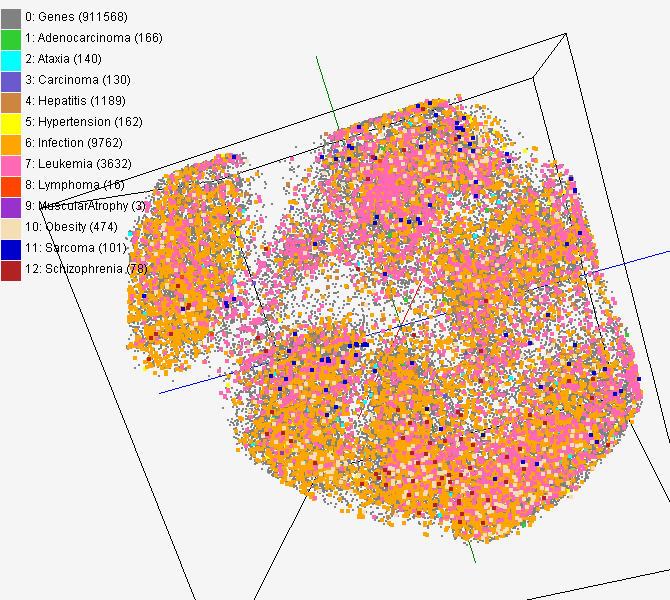 0: Genes (911568)
1: Adenocarcinoma (166)
2: Ataxia (140)
3: Carcinoma (130)
4: Hepatitis (1189)
5: Hypertension (162)
6: Infection (9762)
7: Leukemia (3632)
8: Lymphoma (16)
9: MuscularAtrophy (3)
10: Obesity (474)
11: Sarcoma (101)
12: Schizophrenia (78)